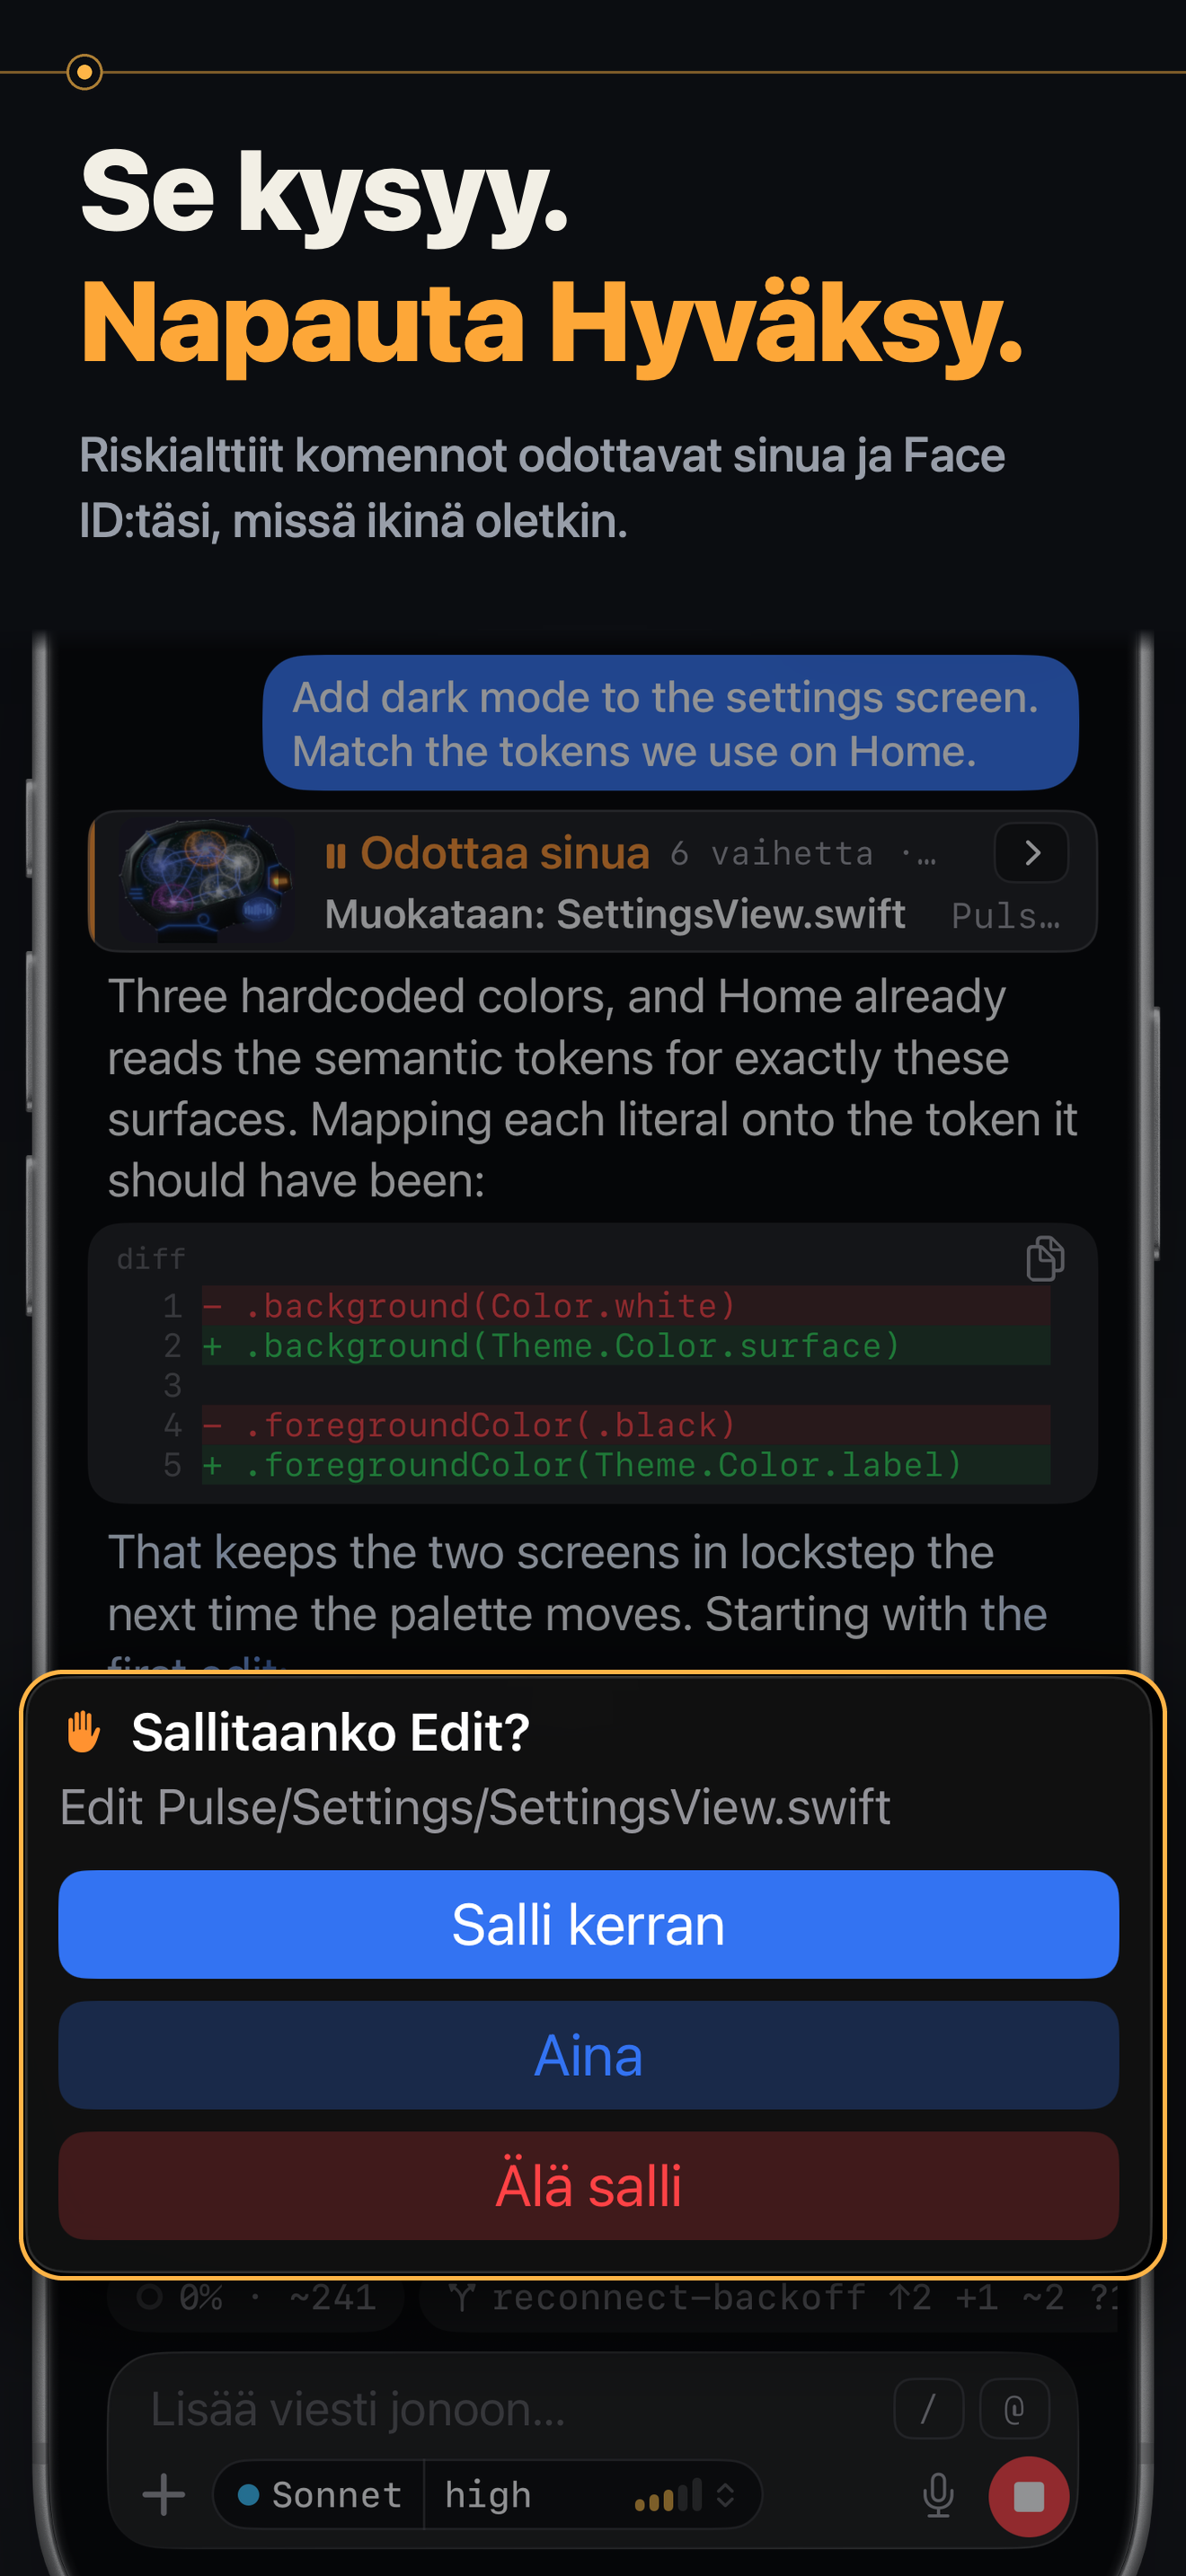 Se kysyy.
Napauta Hyväksy.
Riskialttiit komennot odottavat sinua ja Face
ID:täsi, missä ikinä oletkin.
Add dark mode to the settings screen.
Match the tokens we use on Home.
Odottaa sinua 6 vaihetta ·…
Muokataan: SettingsView.swift Puls…
Three hardcoded colors, and Home already
reads the semantic tokens for exactly these
surfaces. Mapping each literal onto the token it
should have been:
diff
1 - .background(Color.white)
2 + .background(Theme.Color.surface)
3
4 - .foregroundColor(.black)
5 + .foregroundColor(Theme.Color.label)
That keeps the two screens in lockstep the
next time the palette moves. Starting with the
first edit:
Sallitaanko Edit?
Edit Pulse/Settings/SettingsView.swift
Salli kerran
Aina
Älä salli
0% · ~241 reconnect-backoff ↑2 +1 ~2 ?1
Lisää viesti jonoon... / @
Sonnet high